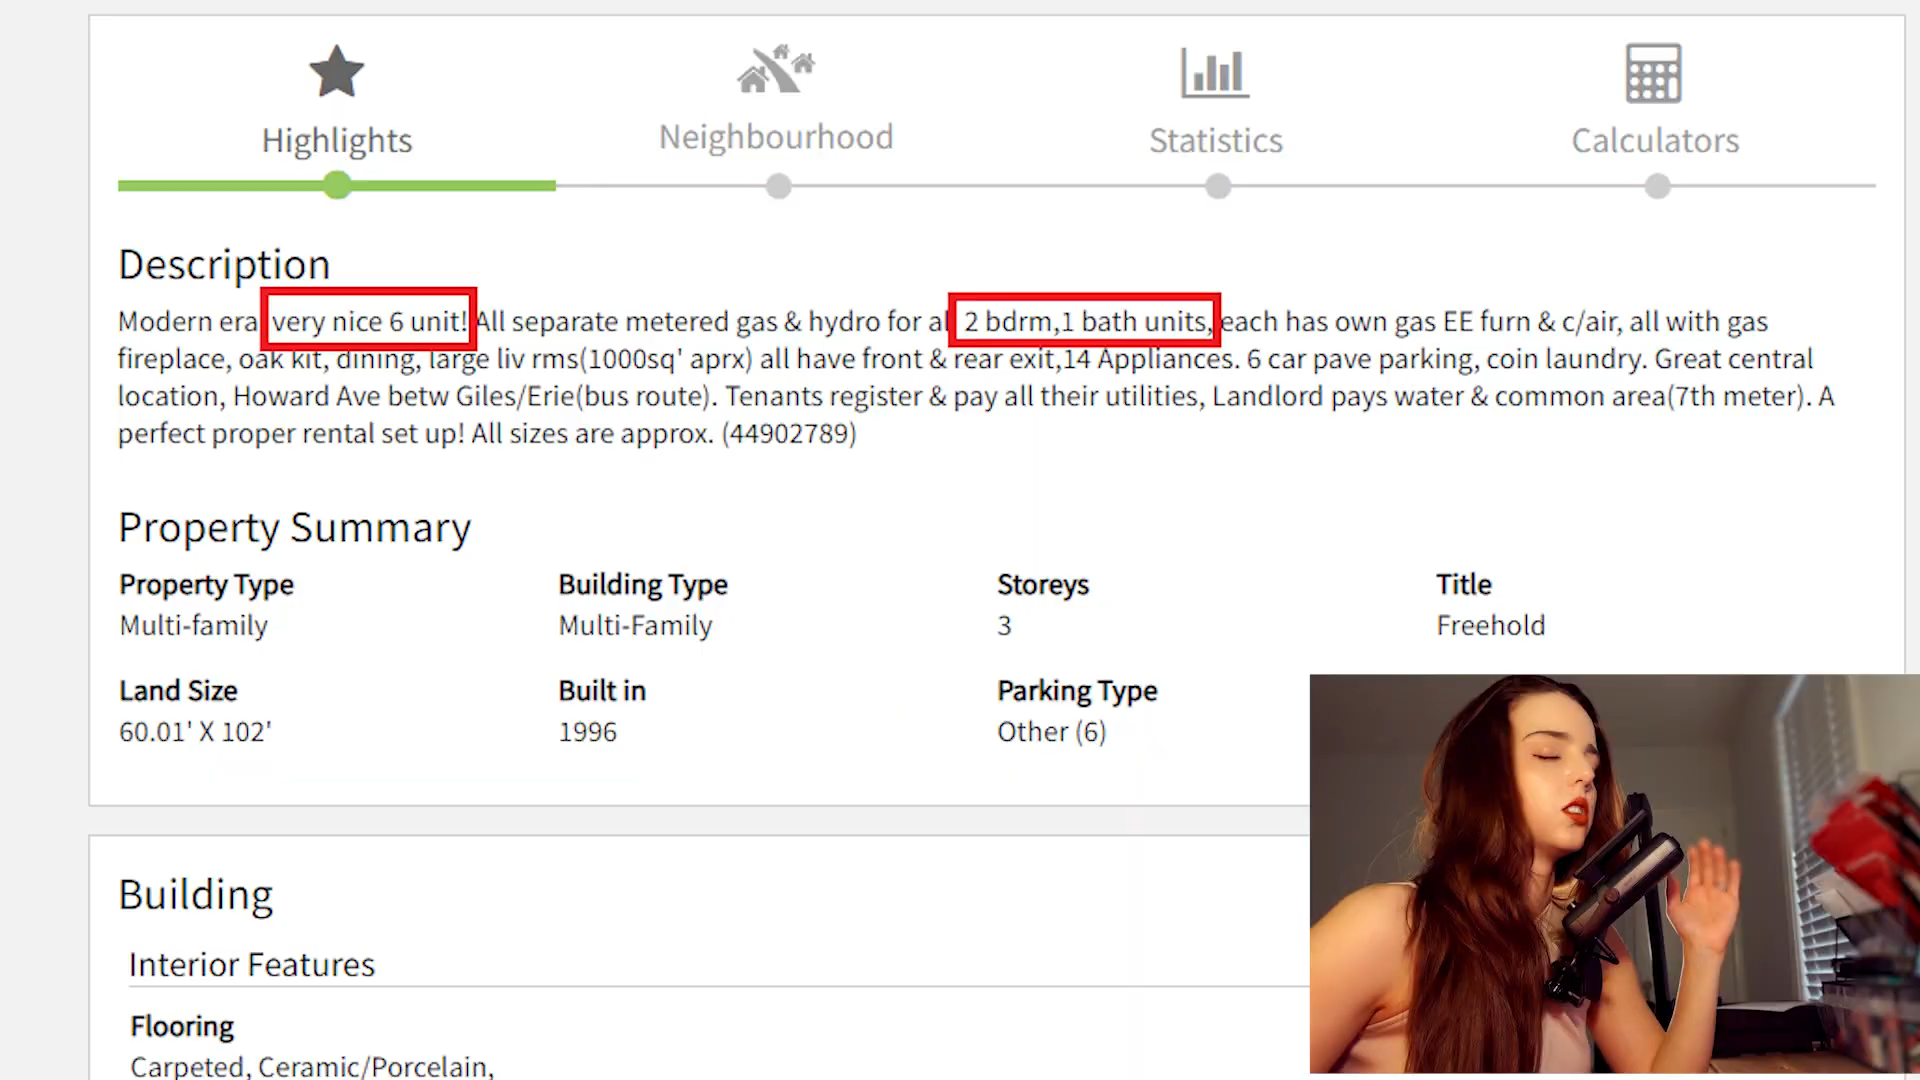 Highlights
Neighbourhood
Statistics
Calculators
Description
Modern era very nice 6 unit! All separate metered gas & hydro for al 2 bdrm,1 bath units, each has own gas EE furn & c/air, all with gas
fireplace, oak kit, dining, large liv rms(1000sq' aprx) all have front & rear exit,14 Appliances. 6 car pave parking, coin laundry. Great central
location, Howard Ave betw Giles/Erie(bus route). Tenants register & pay all their utilities, Landlord pays water & common area(7th meter). A
perfect proper rental set up! All sizes are approx. (44902789)
Property Summary
Property Type
Building Type
Storeys
Title
Multi-family
Multi-Family
3
Freehold
Land Size
Built in
Parking Type
60.01' X 102'
1996
Other (6)
Building
Interior Features
Flooring
Carpeted, Ceramic/Porcelain,